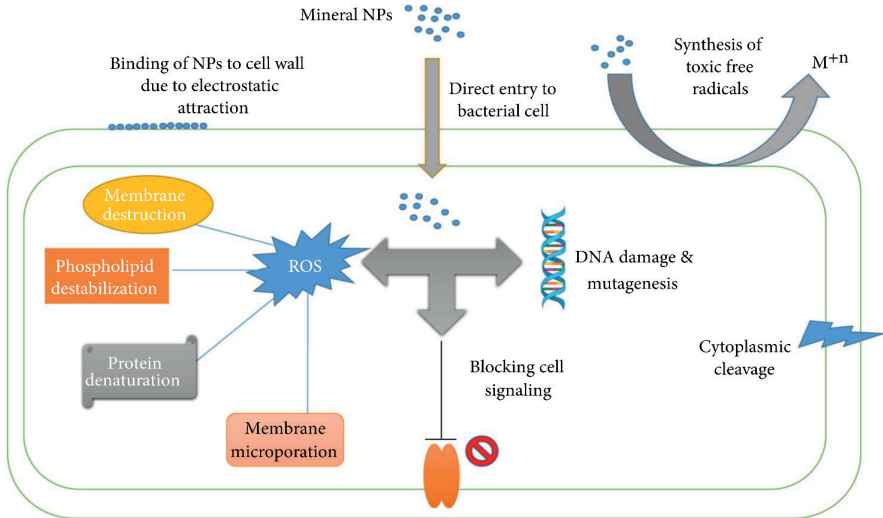 Mineral NPs
Binding of NPs to cell wall
due to electrostatic
attraction
Direct entry to
bacterial cell
Synthesis of
toxic free
radicals
M+n
Membrane
destruction
Phospholipid
destabilization
ROS
Protein
denaturation
Membrane
microporation
DNA damage &
mutagenesis
Blocking cell
signaling
Cytoplasmic
cleavage